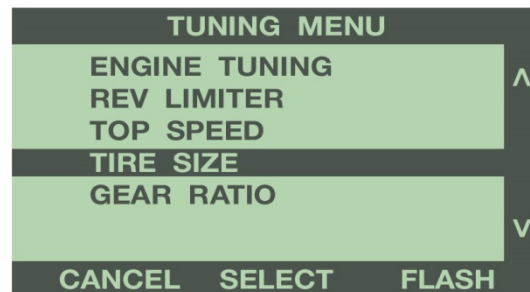 TUNING MENU
ENGINE TUNING
REV LIMITER
TOP SPEED
TIRE SIZE
GEAR RATIO
CANCEL SELECT FLASH